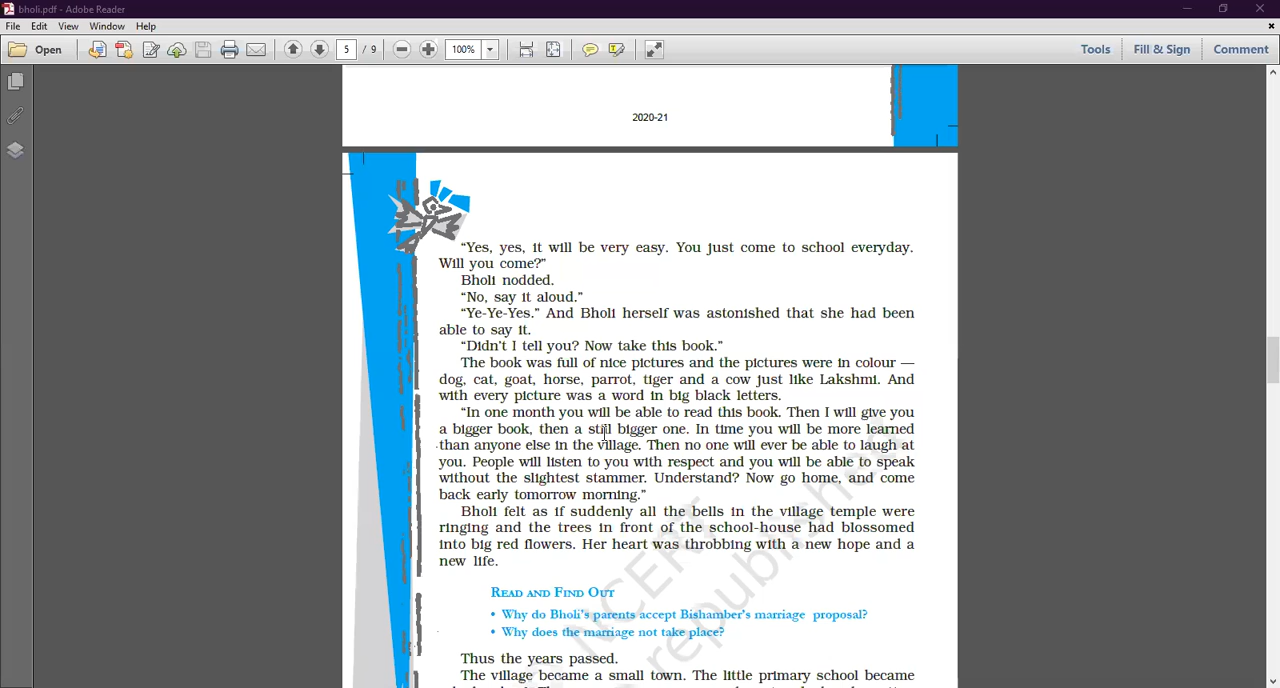 bholi.pdf - Adobe Reader
File Edit View Window Help
Open 5 / 9 100% Tools Fill & Sign Comment
2020-21
“Yes, yes, it will be very easy. You just come to school everyday.
Will you come?”
Bholi nodded.
“No, say it aloud.”
“Ye-Ye-Yes.” And Bholi herself was astonished that she had been
able to say it.
“Didn’t I tell you? Now take this book.”
The book was full of nice pictures and the pictures were in colour —
dog, cat, goat, horse, parrot, tiger and a cow just like Lakshmi. And
with every picture was a word in big black letters.
“In one month you will be able to read this book. Then I will give you
a bigger book, then a still bigger one. In time you will be more learned
than anyone else in the village. Then no one will ever be able to laugh at
you. People will listen to you with respect and you will be able to speak
without the slightest stammer. Understand? Now go home, and come
back early tomorrow morning.”
Bholi felt as if suddenly all the bells in the village temple were
ringing and the trees in front of the school-house had blossomed
into big red flowers. Her heart was throbbing with a new hope and a
new life.
READ AND FIND OUT
• Why do Bholi’s parents accept Bishamber’s marriage proposal?
• Why does the marriage not take place?
Thus the years passed.
The village became a small town. The little primary school became
NCERT
republished